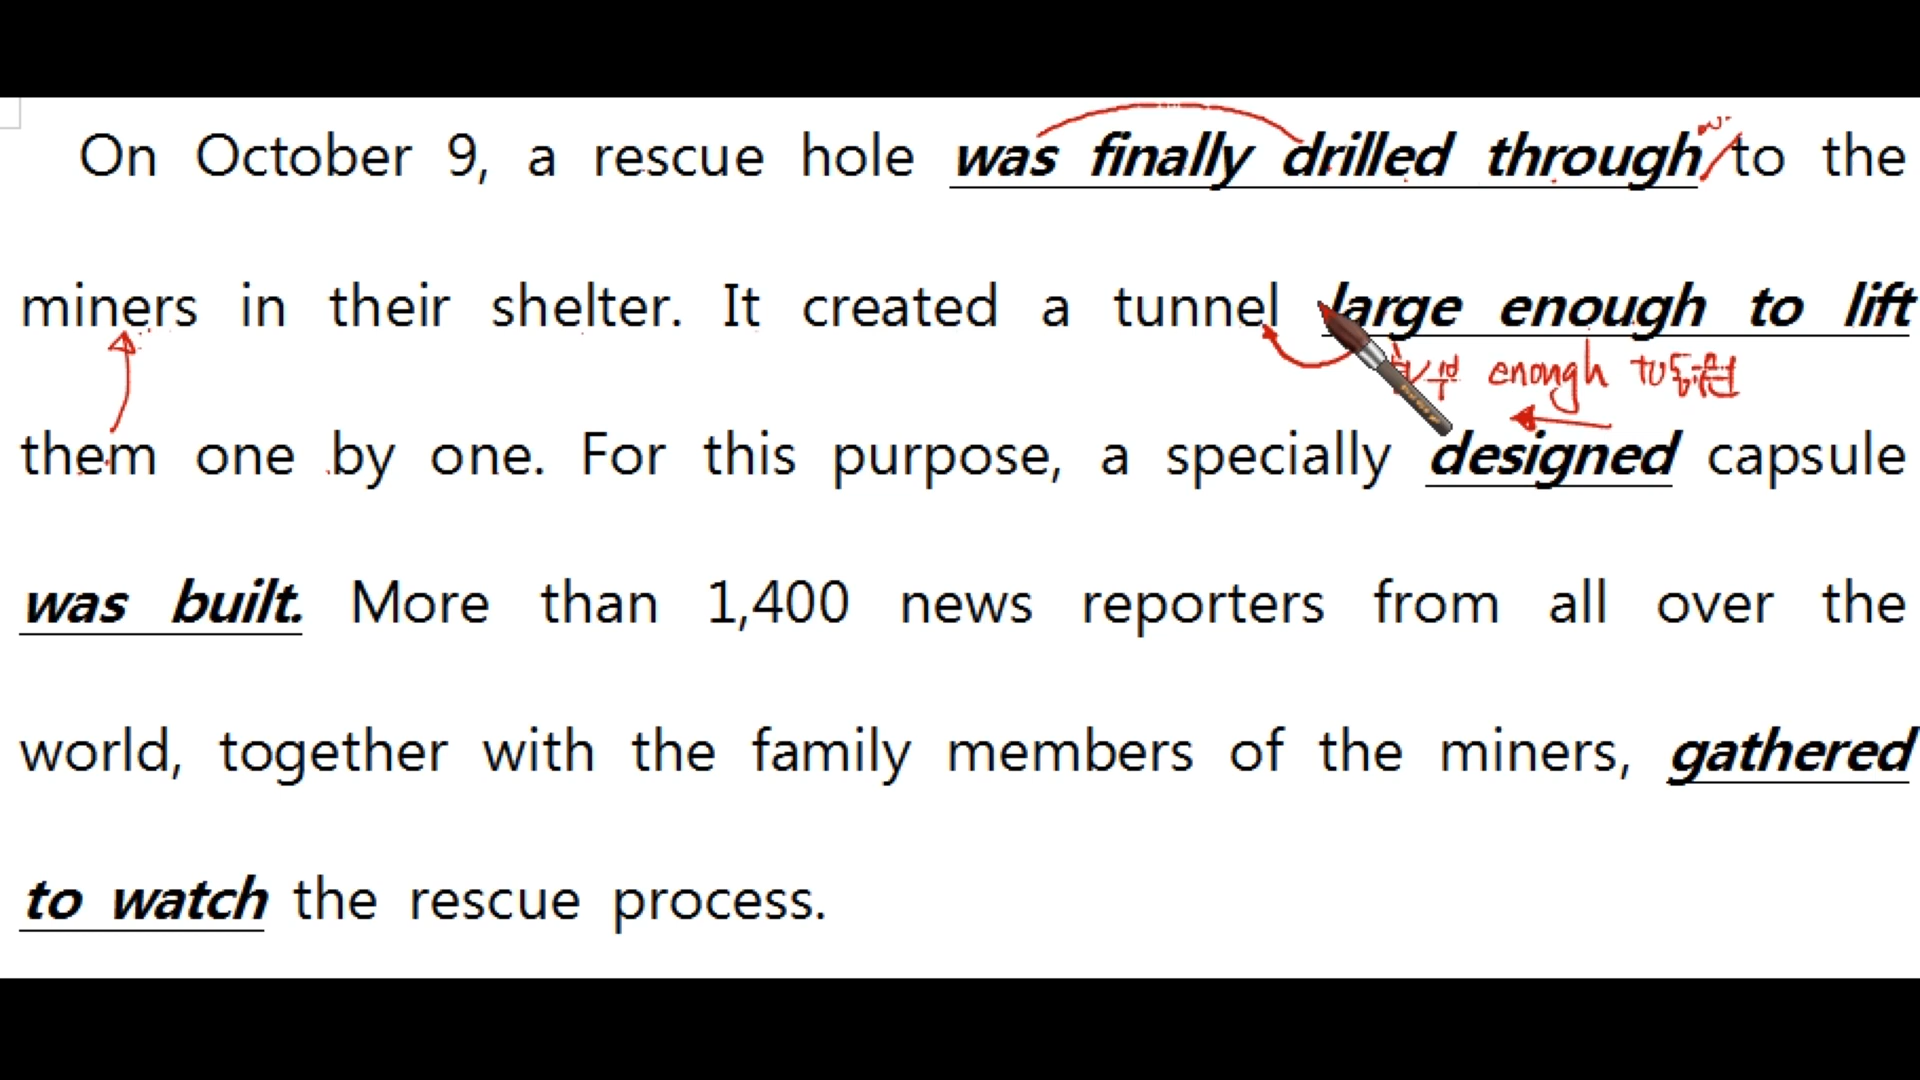 On October 9, a rescue hole was finally drilled through to the
miners in their shelter. It created a tunnel large enough to lift
enough to
them one by one. For this purpose, a specially designed capsule
was built. More than 1,400 news reporters from all over the
world, together with the family members of the miners, gathered
to watch the rescue process.